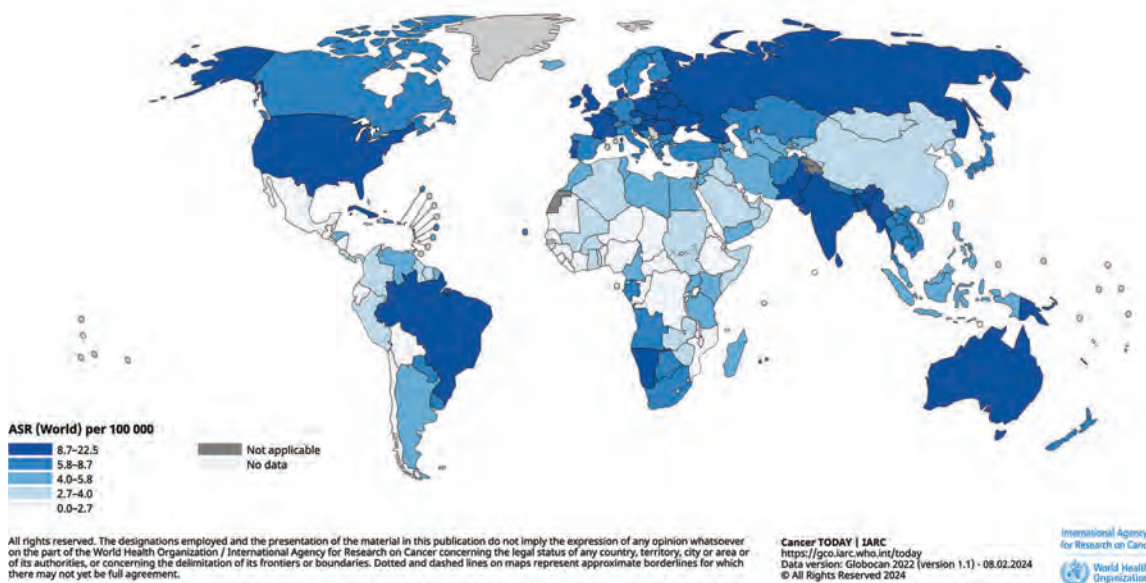 ASR (World) per 100 000
8.7–22.5
5.8–8.7
4.0–5.8
2.7–4.0
0.0–2.7
Not applicable
No data
All rights reserved. The designations employed and the presentation of the material in this publication do not imply the expression of any opinion whatsoever
on the part of the World Health Organization / International Agency for Research on Cancer concerning the legal status of any country, territory, city or area or
of its authorities, or concerning the delimitation of its frontiers or boundaries. Dotted and dashed lines on maps represent approximate borderlines for which
there may not yet be full agreement.
Cancer TODAY | IARC
https://gco.iarc.who.int/today
Data version: Globocan 2022 (version 1.1) - 08.02.2024
© All Rights Reserved 2024
International Agency
for Research on Canc
World Health
Organization